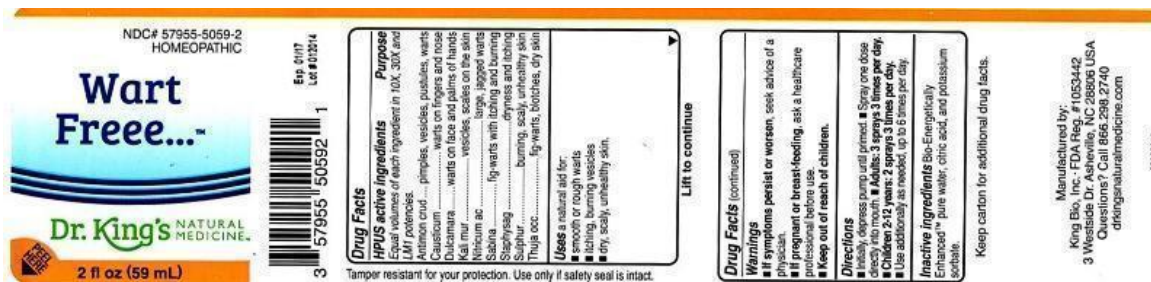 NDC# 57955-5059-2
HOMEOPATHIC
Wart
Freee...™
Dr. King's NATURAL
MEDICINE™
2 fl oz (59 mL)
3 57955 50592 1
Exp. 01/17
Lot # 012014
Drug Facts
HPUS active ingredients Purpose
Equal volumes of each ingredient in 10X, 30X and
LM1 potencies.
Antimon crud pimples, vesicles, pustules, warts
Causticum warts on fingers and nose
Dulcamara warts on face and palms of hands
Kali mur vesicles, scales on the skin
Nitricum ac large, jagged warts
Sabina fig-warts with itching and burning
Staphysag dryness and itching
Sulphur burning, scaly, unhealthy skin
Thuja occ fig-warts, blotches, dry skin
Uses a natural aid for:
■ smooth or rough warts
■ itching, burning vesicles
■ dry, scaly, unhealthy skin.
Lift to continue
Tamper resistant for your protection. Use only if safety seal is intact.
Drug Facts (continued)
Warnings
■ If symptoms persist or worsen, seek advice of a
physician.
■ If pregnant or breast-feeding, ask a healthcare
professional before use.
■ Keep out of reach of children.
Directions
■ Initially, depress pump until primed. ■ Spray one dose
directly into mouth. ■ Adults: 3 sprays 3 times per day.
■ Children 2-12 years: 2 sprays 3 times per day.
■ Use additionally as needed, up to 6 times per day.
Inactive ingredients Bio-Energetically
Enhanced™ pure water, citric acid, and potassium
sorbate.
Keep carton for additional drug facts.
Manufactured by:
King Bio, Inc. - FDA Reg. #1053442
3 Westside Dr. Asheville, NC 28806 USA
Questions? Call 866.298.2740
drkingsnaturalmedicine.com